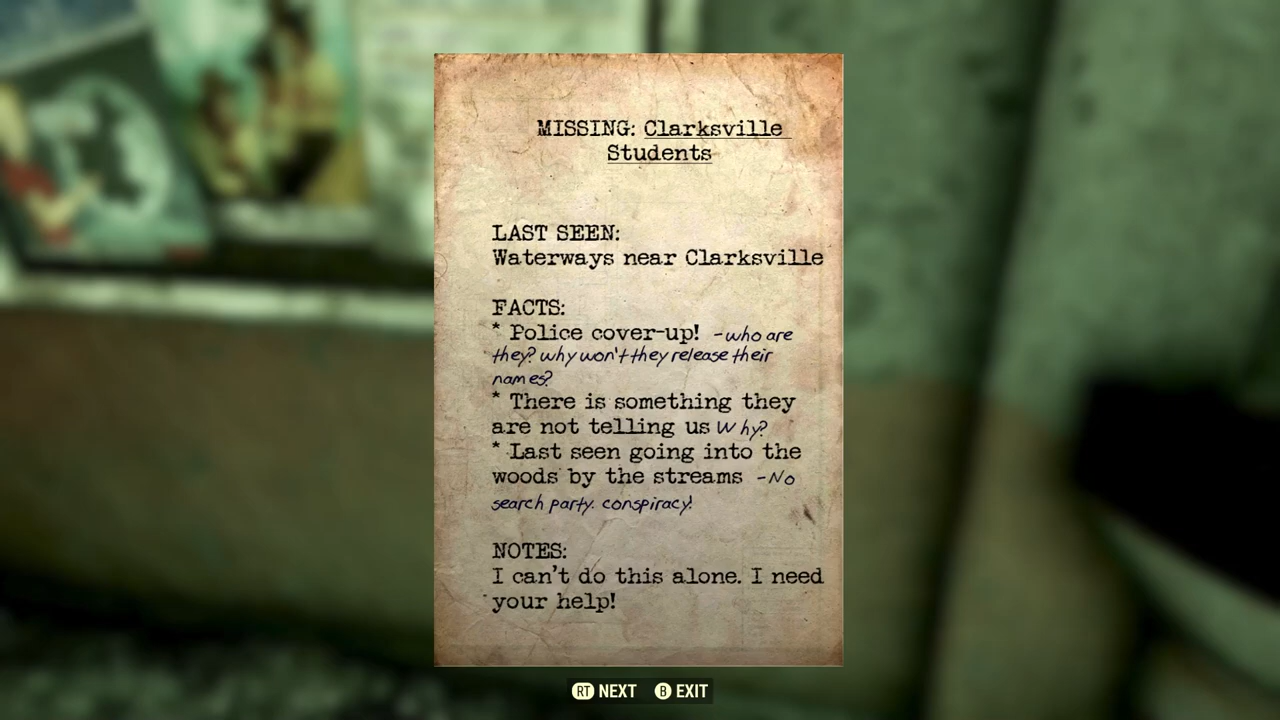 MISSING: Clarksville
Students
LAST SEEN:
Waterways near Clarksville
FACTS:
* Police cover-up! -who are
they? why won't they release their
names?
* There is something they
are not telling us Why?
* Last seen going into the
woods by the streams -No
search party. conspiracy!
NOTES:
I can't do this alone. I need
your help!
RT NEXT B EXIT